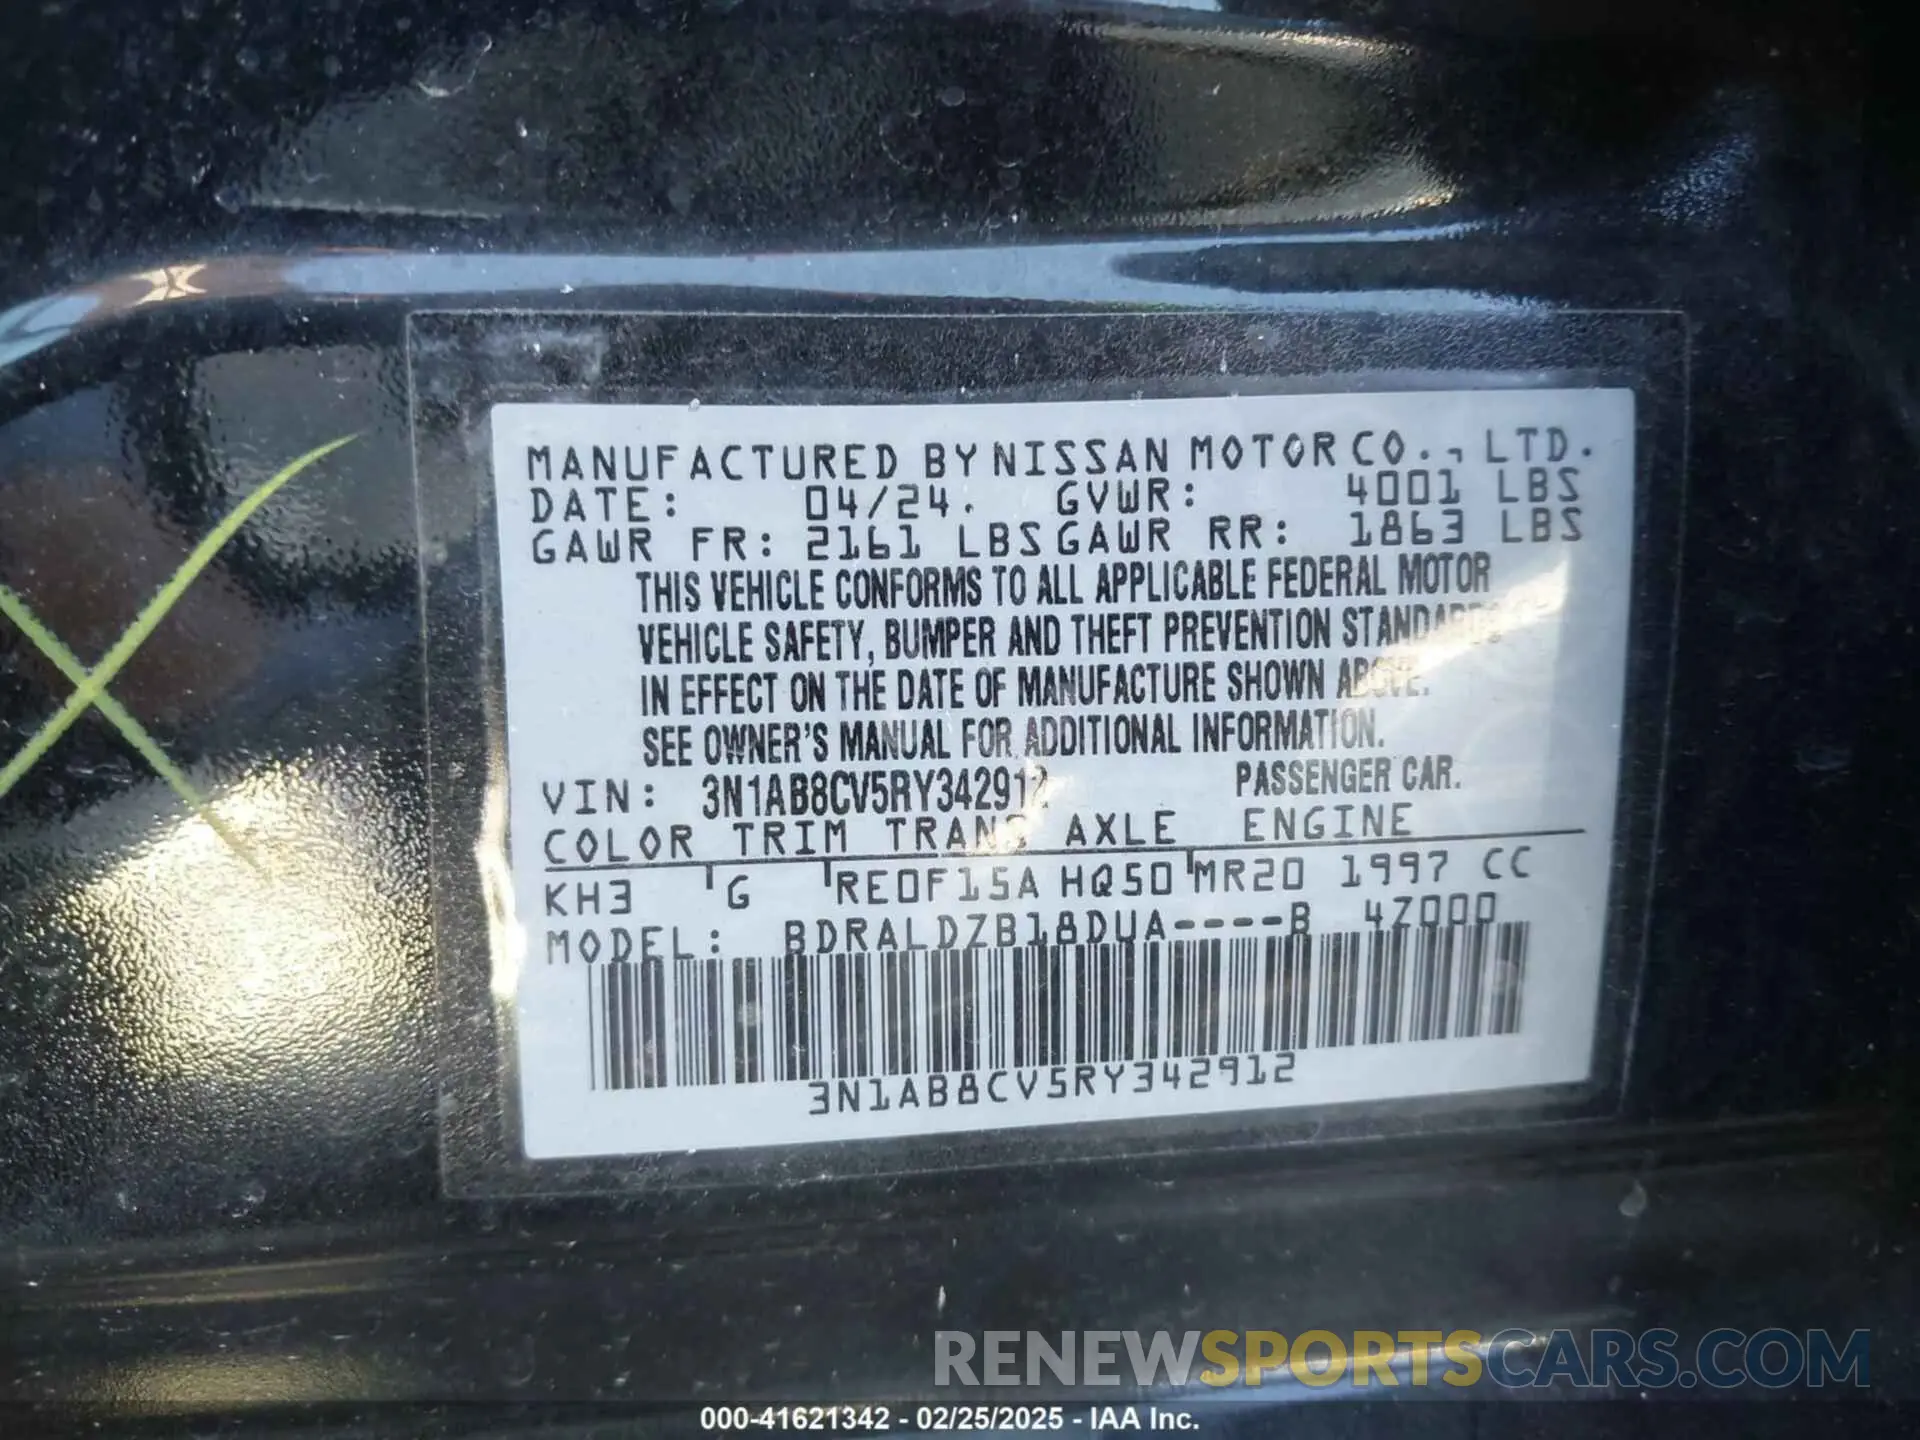 MANUFACTURED BY NISSAN MOTOR CO., LTD.
DATE: 04/24. GVWR: 4001 LBS
GAWR FR: 2161 LBS GAWR RR: 1863 LBS
THIS VEHICLE CONFORMS TO ALL APPLICABLE FEDERAL MOTOR
VEHICLE SAFETY, BUMPER AND THEFT PREVENTION STANDARDS
IN EFFECT ON THE DATE OF MANUFACTURE SHOWN ABOVE.
SEE OWNER'S MANUAL FOR ADDITIONAL INFORMATION.
VIN: 3N1AB8CV5RY342912 PASSENGER CAR.
COLOR TRIM TRANS AXLE ENGINE
KH3 G RE0F15A HQ50 MR20 1997 CC
MODEL: BDRALDZB18DUA----B 4Z000
3N1AB8CV5RY342912
RENEWSPORTSCARS.COM
000-41621342 - 02/25/2025 - IAA Inc.